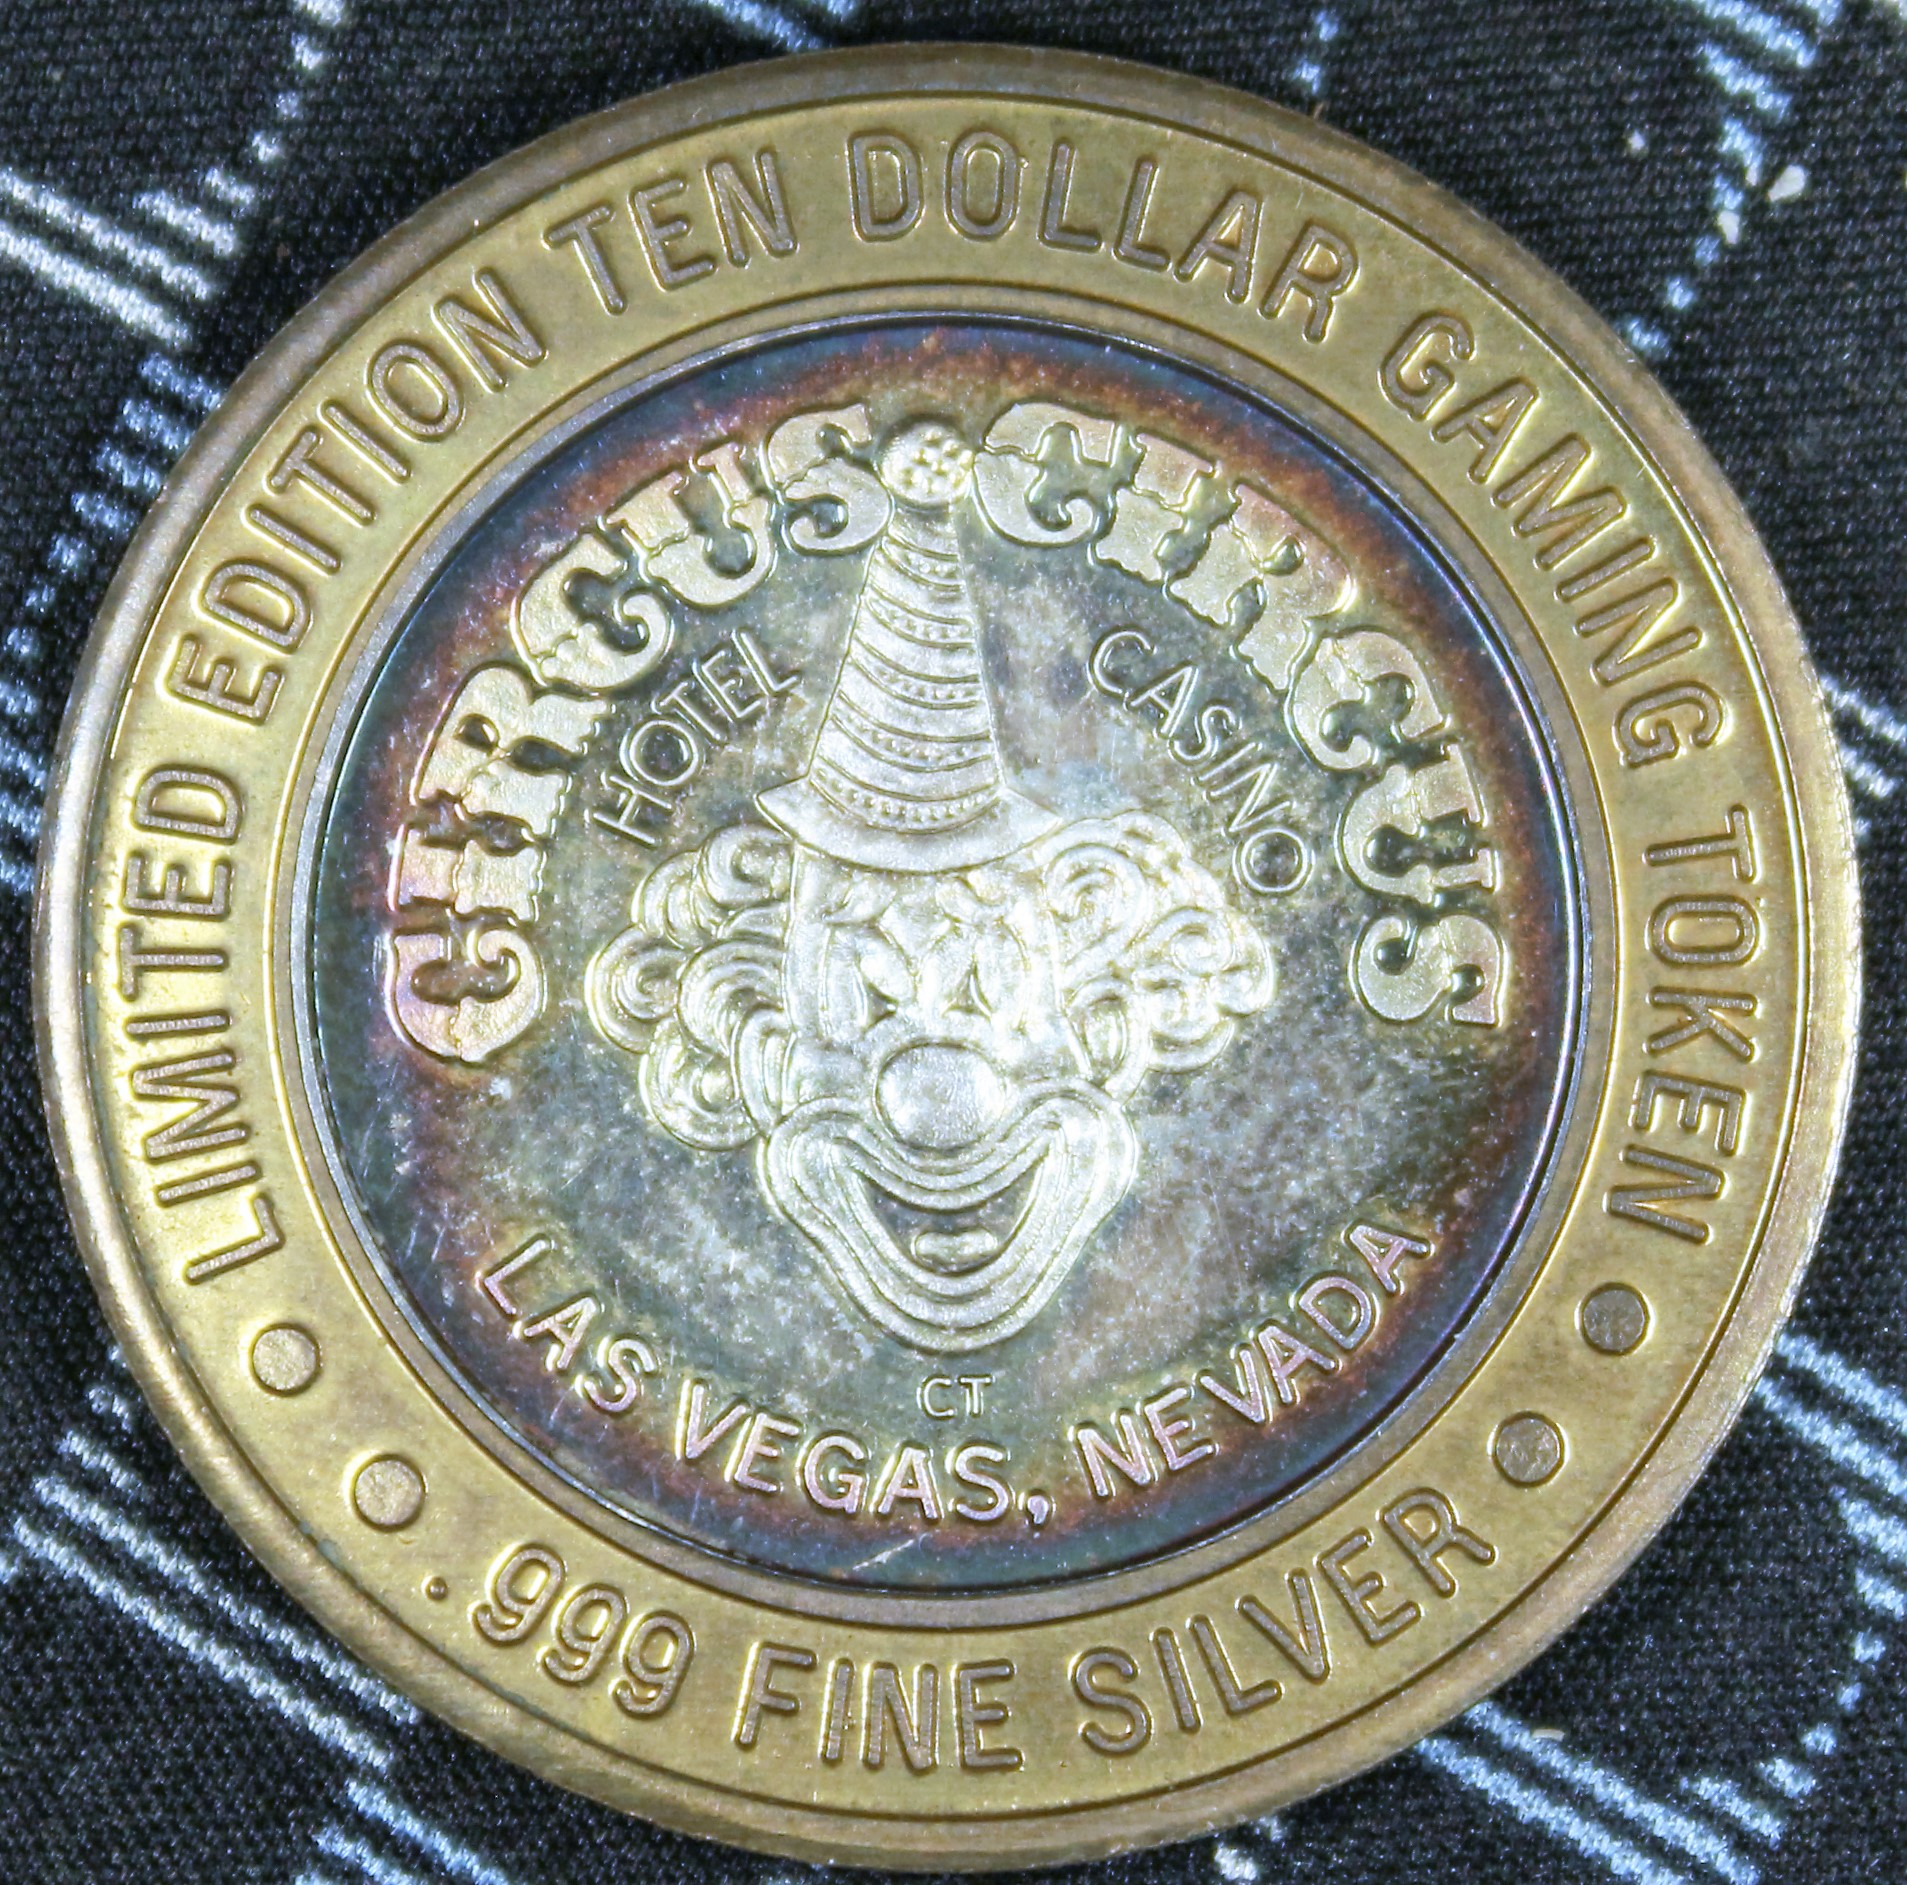 LIMITED EDITION TEN DOLLAR GAMING TOKEN
CIRCUS CIRCUS
HOTEL CASINO
CT
LAS VEGAS, NEVADA
.999 FINE SILVER